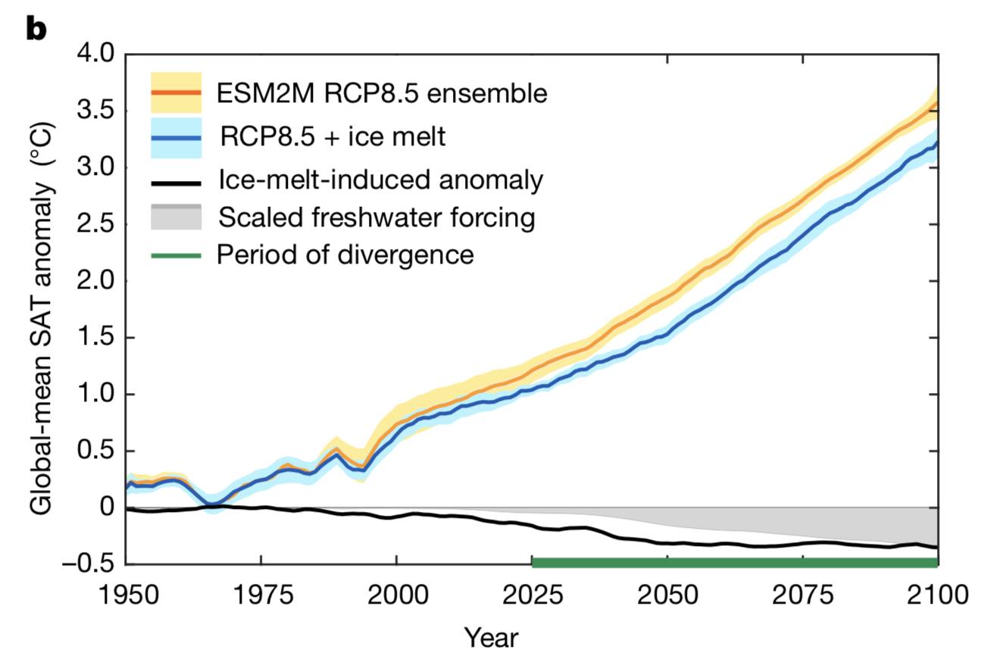 b
4.0
3.5
3.0
2.5
2.0
1.5
1.0
0.5
0
−0.5
Global-mean SAT anomaly (°C)
ESM2M RCP8.5 ensemble
RCP8.5 + ice melt
Ice-melt-induced anomaly
Scaled freshwater forcing
Period of divergence
1950 1975 2000 2025 2050 2075 2100
Year